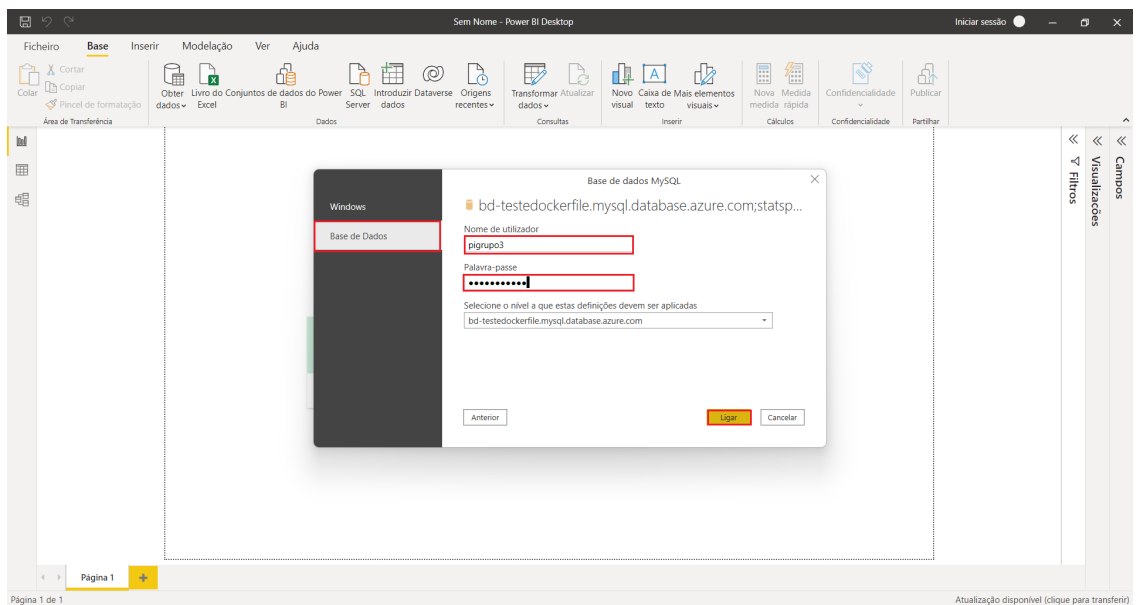 Sem Nome - Power BI Desktop
Iniciar sessão
Ficheiro Base Inserir Modelação Ver Ajuda
Colar
Cortar
Copiar
Pincel de formatação
Área de Transferência
Obter dados
Livro do Excel
Conjuntos de dados do Power BI
SQL Server
Introduzir dados
Dataverse
Origens recentes
Dados
Transformar dados
Atualizar
Consultas
Novo visual
Caixa de texto
Mais elementos visuais
Inserir
Nova medida
Medida rápida
Cálculos
Confidencialidade
Confidencialidade
Publicar
Partilhar
Filtros
Visualizações
Campos
Base de dados MySQL
Windows
Base de Dados
bd-testedockerfile.mysql.database.azure.com;statsp...
Nome de utilizador
pigrupo3
Palavra-passe
•••••••••••
Selecione o nível a que estas definições devem ser aplicadas
bd-testedockerfile.mysql.database.azure.com
Anterior
Ligar
Cancelar
Página 1
Página 1 de 1
Atualização disponível (clique para transferir)